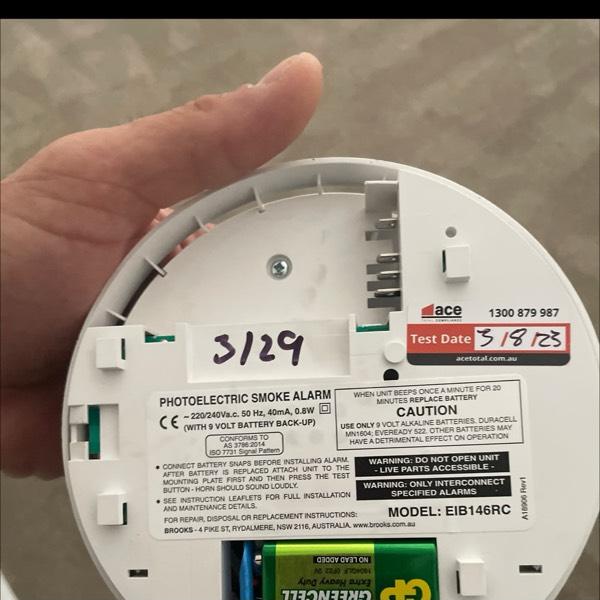 ace
1300 879 987
Test Date 3/8/23
acetotal.com.au
3/29
PHOTOELECTRIC SMOKE ALARM
CE ~ 220/240Va.c. 50 Hz, 40mA, 0.8W
(WITH 9 VOLT BATTERY BACK-UP)
CONFORMS TO
AS 3786:2014
ISO 7731 Signal Pattern
WHEN UNIT BEEPS ONCE A MINUTE FOR 20
MINUTES REPLACE BATTERY
CAUTION
USE ONLY 9 VOLT ALKALINE BATTERIES. DURACELL
MN1604; EVEREADY 522. OTHER BATTERIES MAY
HAVE A DETRIMENTAL EFFECT ON OPERATION
• CONNECT BATTERY SNAPS BEFORE INSTALLING ALARM.
AFTER BATTERY IS REPLACED ATTACH UNIT TO THE
MOUNTING PLATE FIRST AND THEN PRESS THE TEST
BUTTON - HORN SHOULD SOUND LOUDLY.
• SEE INSTRUCTION LEAFLETS FOR FULL INSTALLATION
AND MAINTENANCE DETAILS.
FOR REPAIR, DISPOSAL OR REPLACEMENT INSTRUCTIONS:
BROOKS - 4 PIKE ST, RYDALMERE, NSW 2116, AUSTRALIA. www.brooks.com.au
WARNING: DO NOT OPEN UNIT
- LIVE PARTS ACCESSIBLE -
WARNING: ONLY INTERCONNECT
SPECIFIED ALARMS
MODEL: EIB146RC
A18906 Rev1
NO LEAD ADDED
1604GLF 6F22 9V
Extra Heavy Duty
GREENCELL
GP